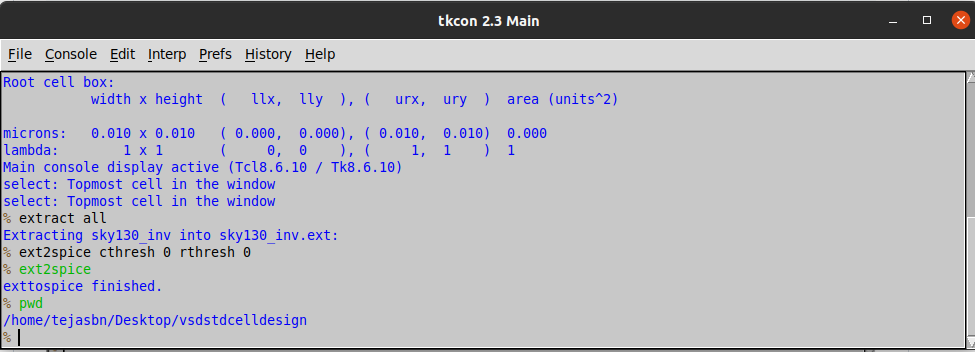 tkcon 2.3 Main
File Console Edit Interp Prefs History Help
Root cell box:
width x height ( llx, lly ), ( urx, ury ) area (units^2)
microns: 0.010 x 0.010 ( 0.000, 0.000), ( 0.010, 0.010) 0.000
lambda: 1 x 1 ( 0, 0 ), ( 1, 1 ) 1
Main console display active (Tcl8.6.10 / Tk8.6.10)
select: Topmost cell in the window
select: Topmost cell in the window
% extract all
Extracting sky130_inv into sky130_inv.ext:
% ext2spice cthresh 0 rthresh 0
% ext2spice
exttospice finished.
% pwd
/home/tejasbn/Desktop/vsdstdcelldesign
%